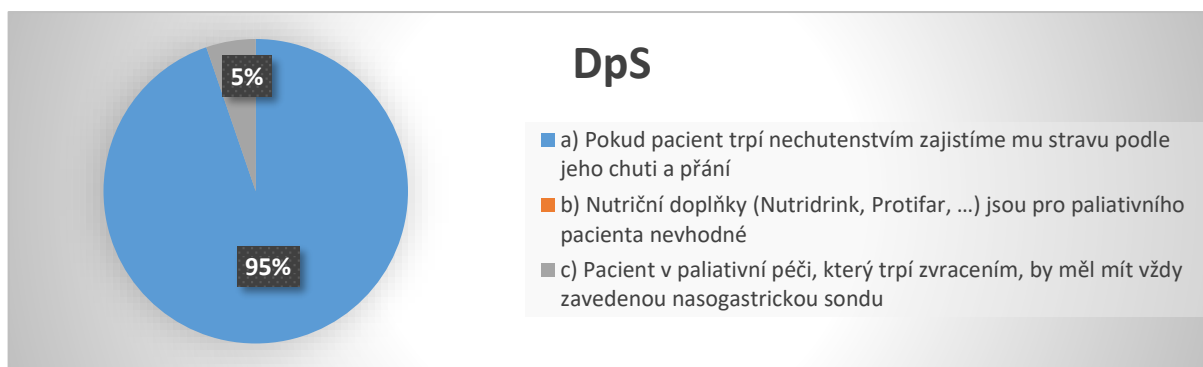 DpS
5%
95%
a) Pokud pacient trpí nechutenstvím zajistíme mu stravu podle
jeho chuti a přání
b) Nutriční doplňky (Nutridrink, Protifar, ...) jsou pro paliativního
pacienta nevhodné
c) Pacient v paliativní péči, který trpí zvracením, by měl mít vždy
zavedenou nasogastrickou sondu